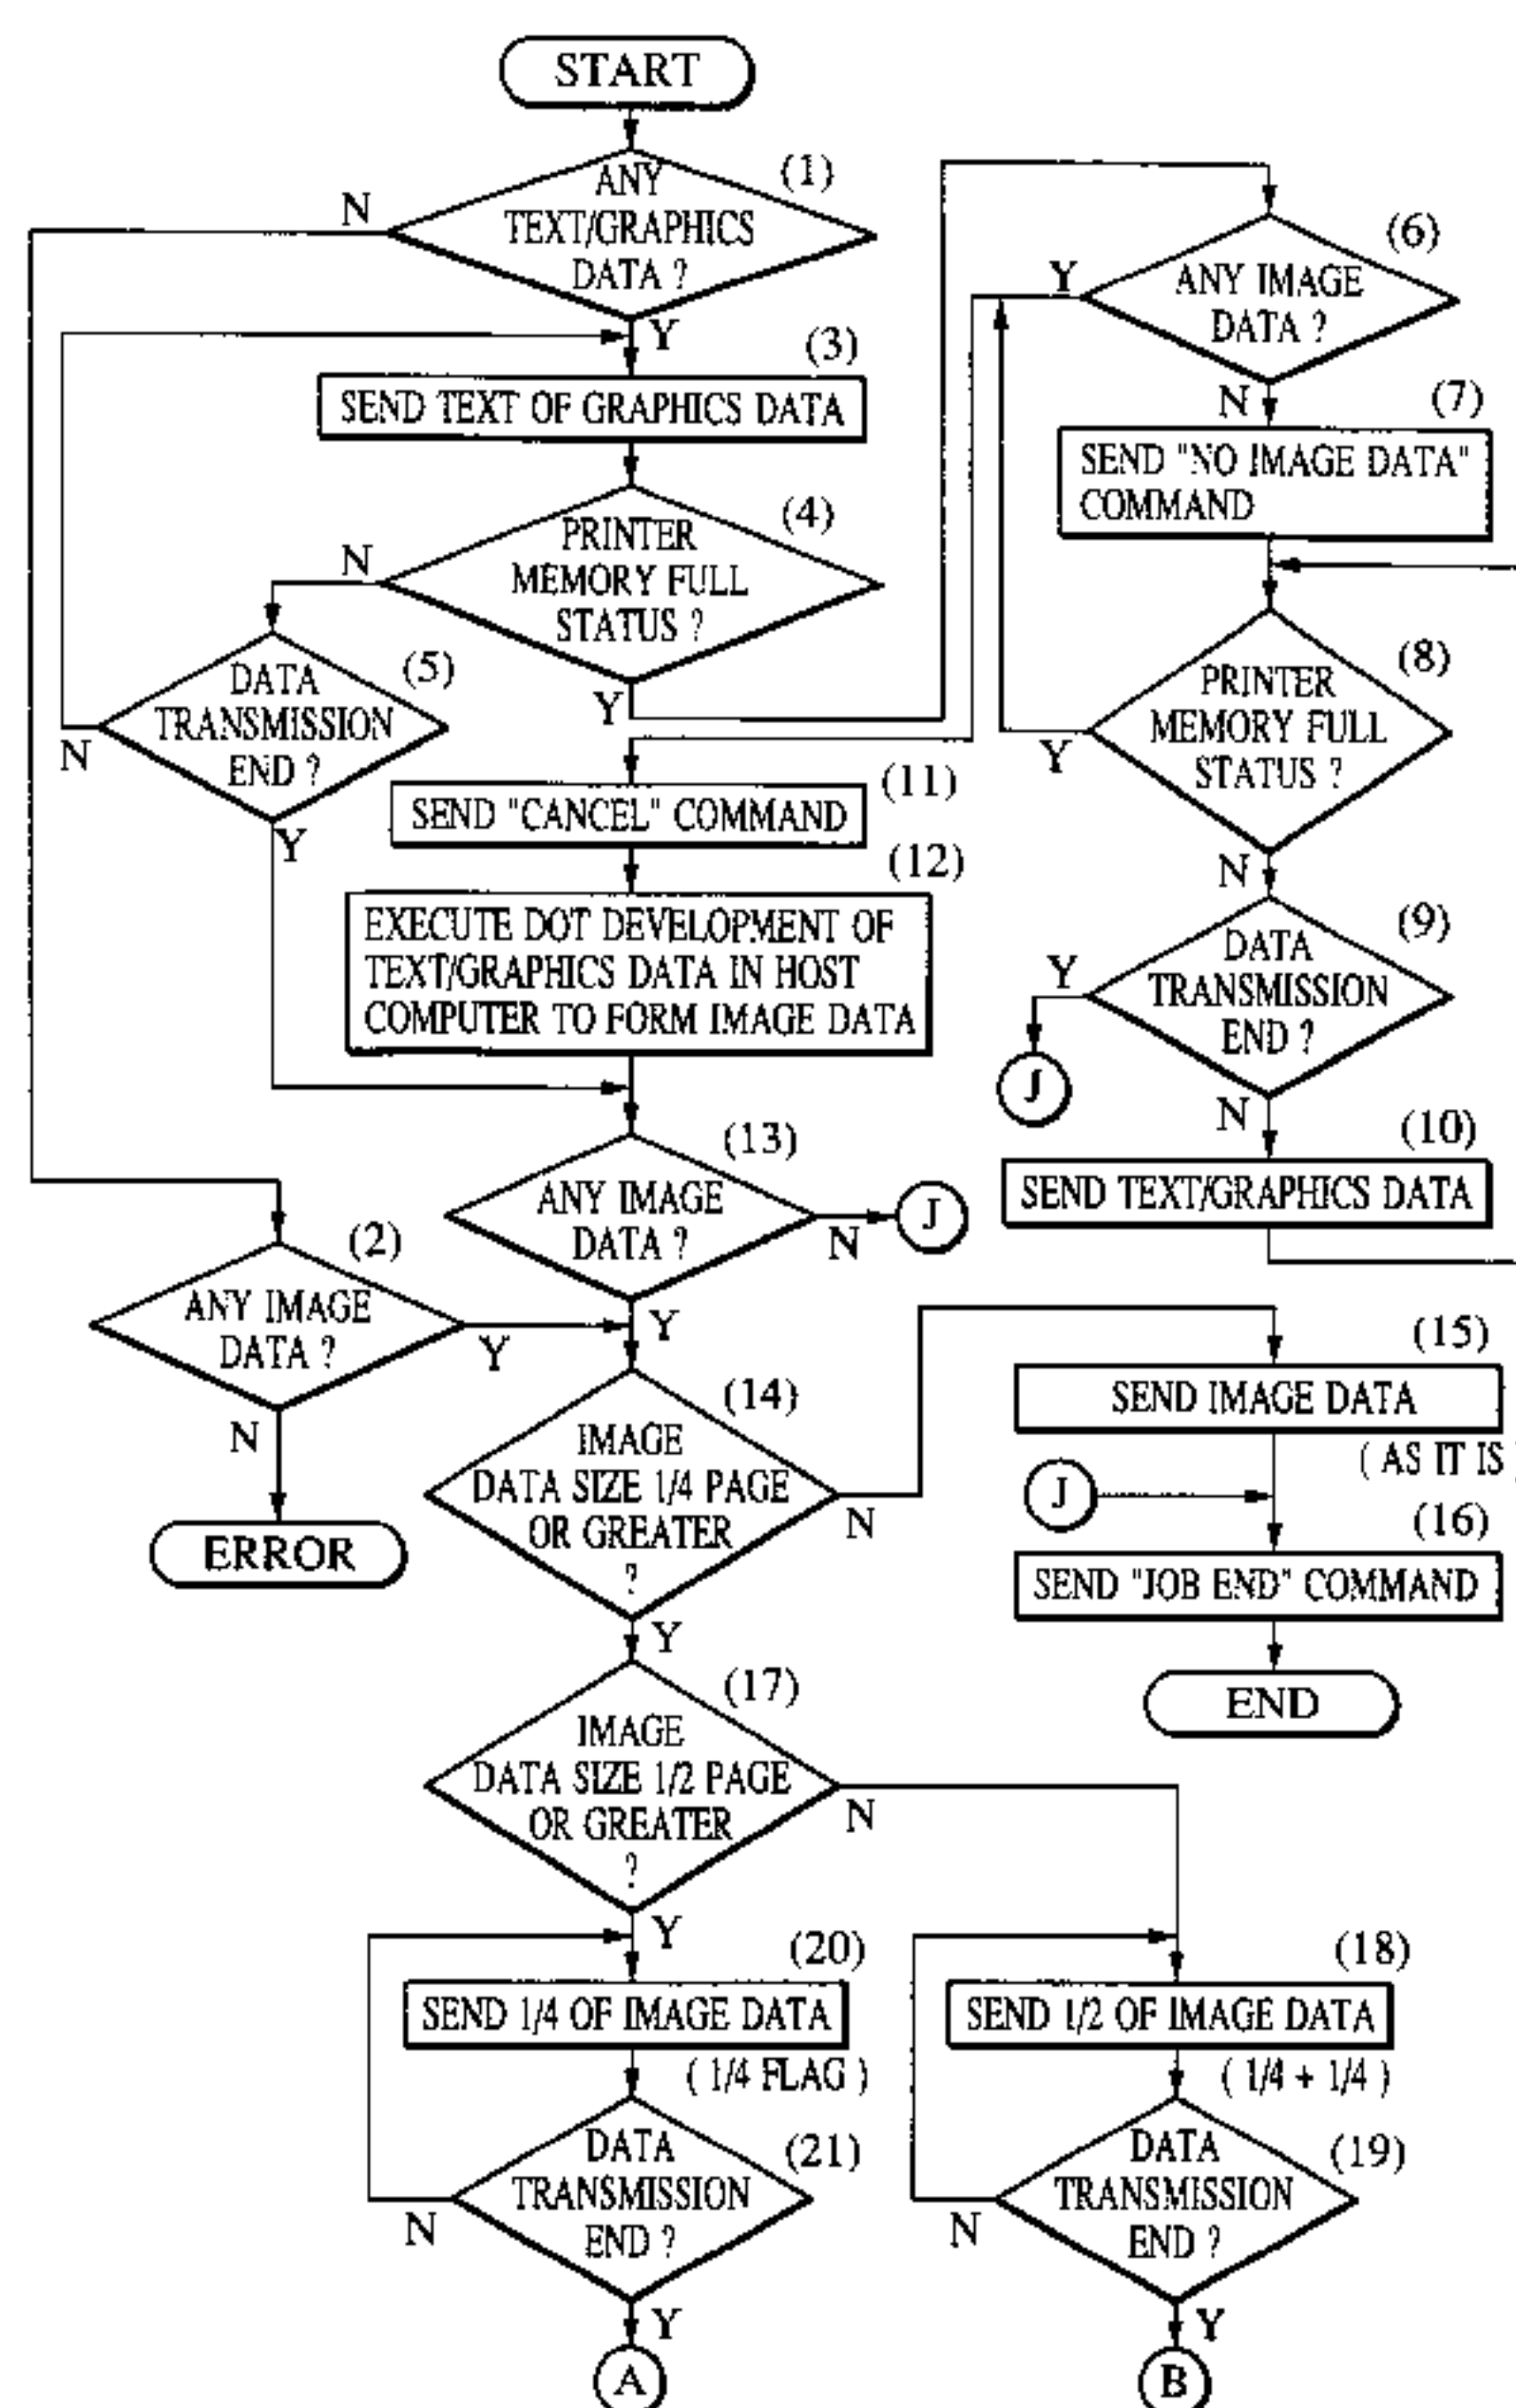 START
(1)
ANY
TEXT/GRAPHICS
DATA ?
N
Y
(3)
SEND TEXT OF GRAPHICS DATA
(4)
PRINTER
MEMORY FULL
STATUS ?
N
Y
(5)
DATA
TRANSMISSION
END ?
N
Y
(6)
ANY IMAGE
DATA ?
Y
N
(7)
SEND "NO IMAGE DATA"
COMMAND
(8)
PRINTER
MEMORY FULL
STATUS ?
Y
N
(9)
DATA
TRANSMISSION
END ?
Y
J
N
(10)
SEND TEXT/GRAPHICS DATA
(11)
SEND "CANCEL" COMMAND
(12)
EXECUTE DOT DEVELOPMENT OF
TEXT/GRAPHICS DATA IN HOST
COMPUTER TO FORM IMAGE DATA
(13)
ANY IMAGE
DATA ?
N
J
Y
(2)
ANY IMAGE
DATA ?
Y
N
ERROR
(14)
IMAGE
DATA SIZE 1/4 PAGE
OR GREATER
?
N
Y
(15)
SEND IMAGE DATA
( AS IT IS )
J
(16)
SEND "JOB END" COMMAND
END
(17)
IMAGE
DATA SIZE 1/2 PAGE
OR GREATER
?
N
Y
(20)
SEND 1/4 OF IMAGE DATA
( 1/4 FLAG )
(21)
DATA
TRANSMISSION
END ?
N
Y
A
(18)
SEND 1/2 OF IMAGE DATA
( 1/4 + 1/4 )
(19)
DATA
TRANSMISSION
END ?
N
Y
B